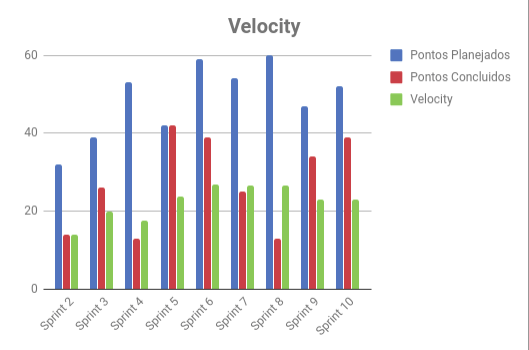 Velocity
Pontos Planejados
Pontos Concluidos
Velocity
60
40
20
0
Sprint 2
Sprint 3
Sprint 4
Sprint 5
Sprint 6
Sprint 7
Sprint 8
Sprint 9
Sprint 10